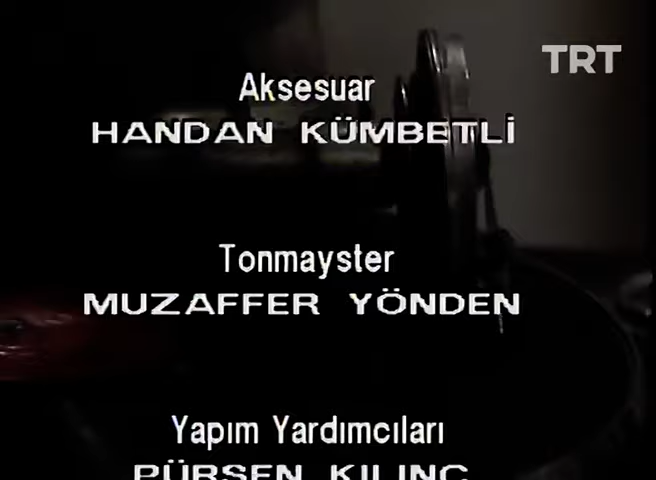 TRT
Aksesuar
HANDAN KÜMBETLİ
Tonmayster
MUZAFFER YÖNDEN
Yapım Yardımcıları